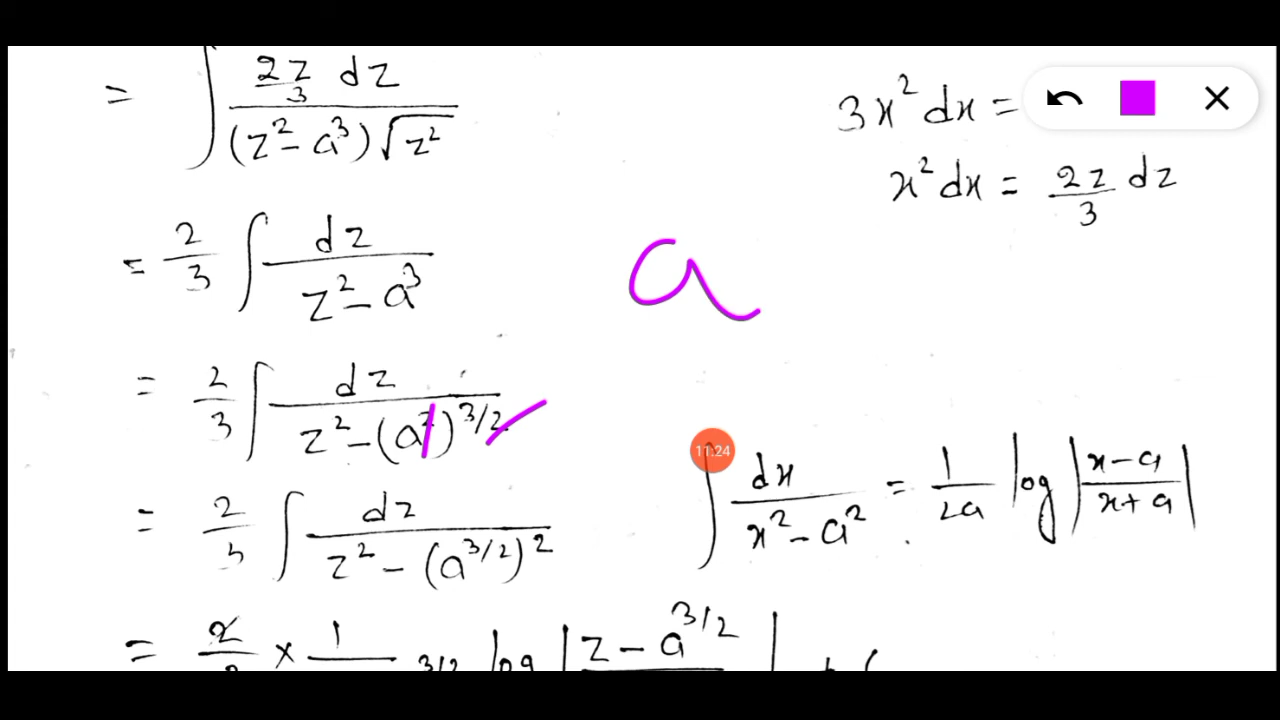 = ∫ (2z/3 dz) / ((z² - a³)√z²)
3x² dx =
x² dx = 2z/3 dz
= 2/3 ∫ dz / (z² - a³)
a
= 2/3 ∫ dz / (z² - (a²)^3/2)
11:24
∫ dx / (x² - a²) = 1/2a log |(x - a)/(x + a)|
= 2/3 ∫ dz / (z² - (a^3/2)²)
= 2/3 × 1 3/2 log | z - a^3/2 | +